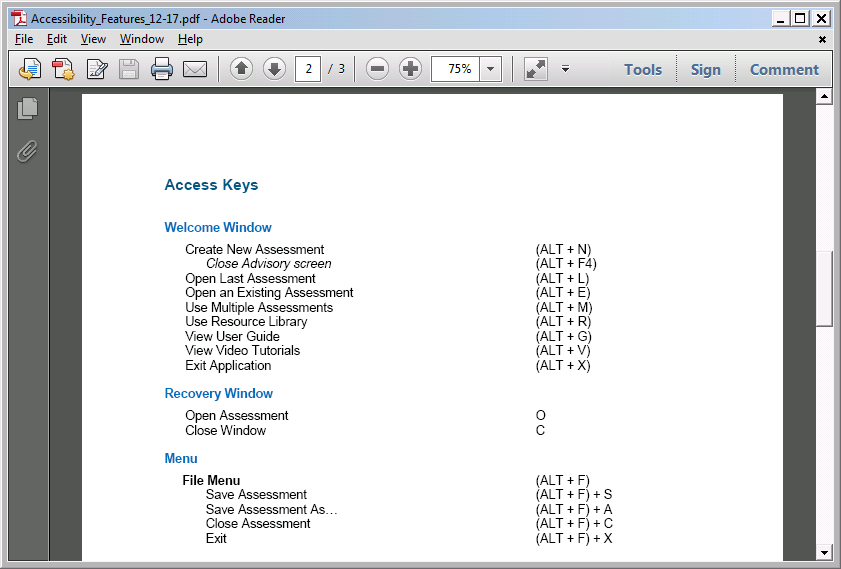 Accessibility_Features_12-17.pdf - Adobe Reader
File Edit View Window Help
2 / 3 75% Tools Sign Comment
Access Keys
Welcome Window
Create New Assessment (ALT + N)
Close Advisory screen (ALT + F4)
Open Last Assessment (ALT + L)
Open an Existing Assessment (ALT + E)
Use Multiple Assessments (ALT + M)
Use Resource Library (ALT + R)
View User Guide (ALT + G)
View Video Tutorials (ALT + V)
Exit Application (ALT + X)
Recovery Window
Open Assessment O
Close Window C
Menu
File Menu (ALT + F)
Save Assessment (ALT + F) + S
Save Assessment As… (ALT + F) + A
Close Assessment (ALT + F) + C
Exit (ALT + F) + X